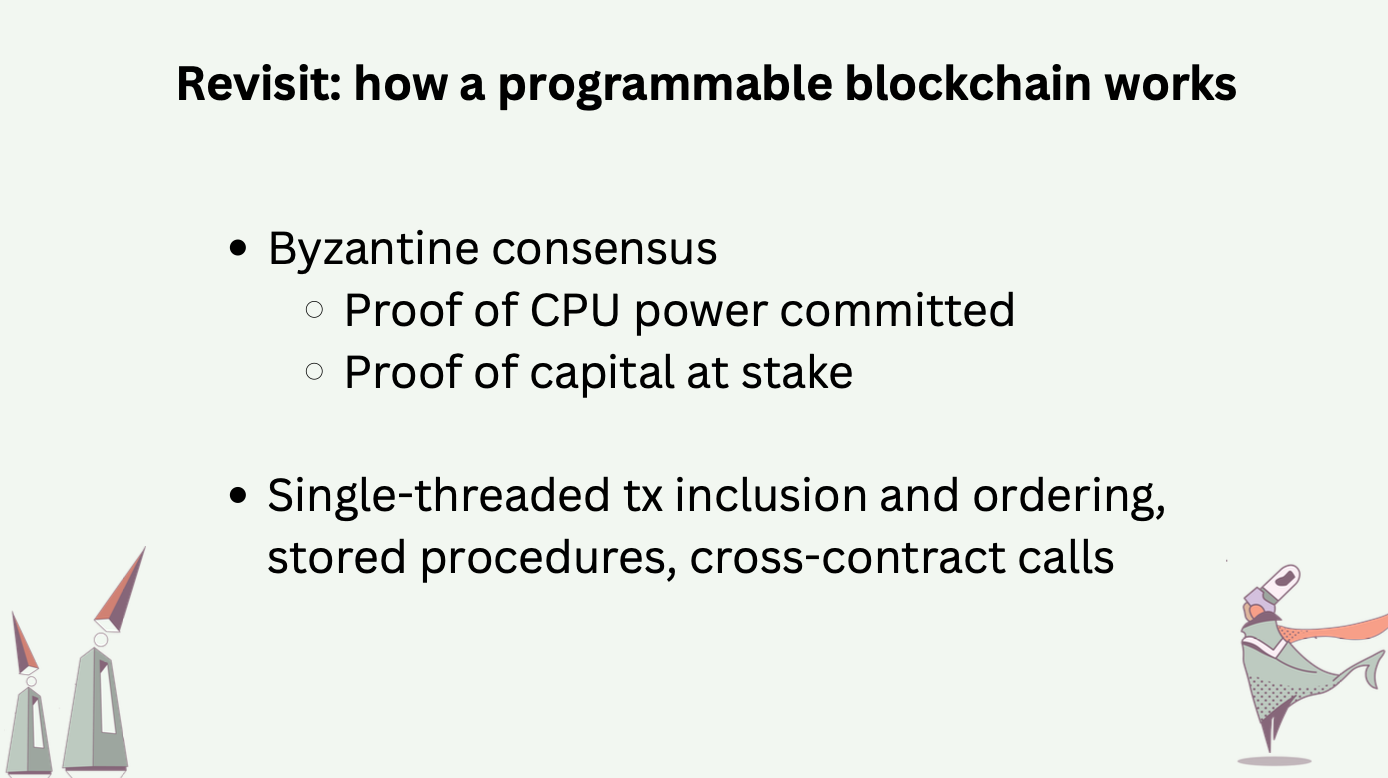 Revisit: how a programmable blockchain works
Byzantine consensus
Proof of CPU power committed
Proof of capital at stake
Single-threaded tx inclusion and ordering,
stored procedures, cross-contract calls